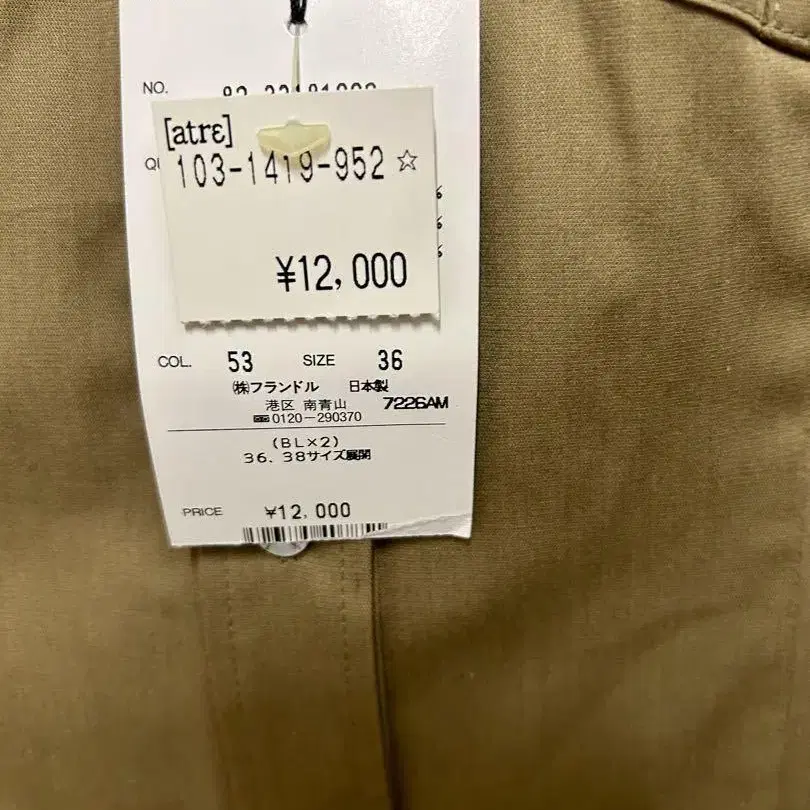 NO.
[atrɛ]
103-1419-952 ☆
¥12,000
COL. 53 SIZE 36
㈱フランドル 日本製
港区 南青山 7226AM
0120-290370
(BL×2)
36. 38サイズ展開
PRICE ¥12,000